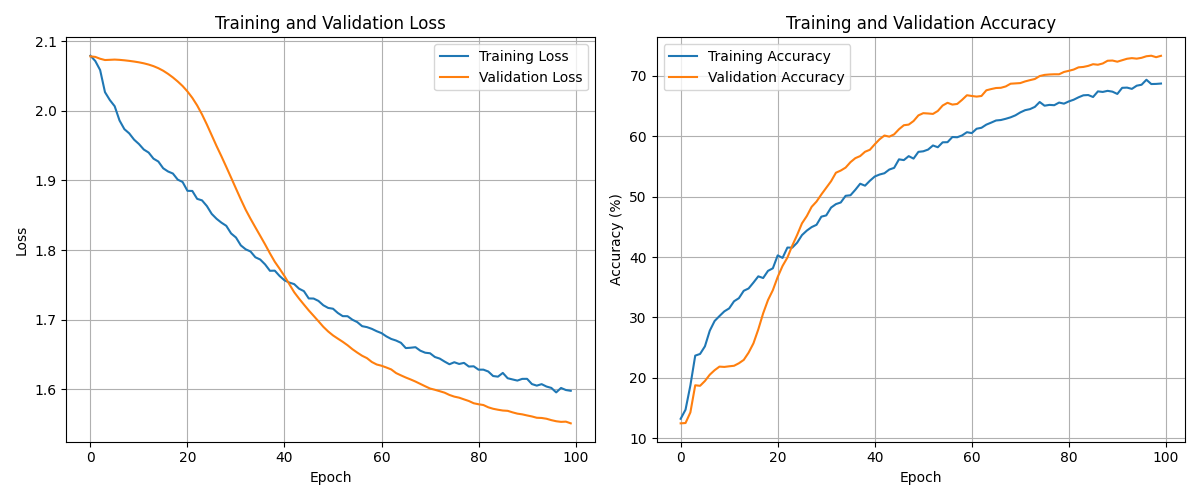 Training and Validation Loss
Training Loss
Validation Loss
2.1
2.0
1.9
1.8
1.7
1.6
Loss
0 20 40 60 80 100
Epoch
Training and Validation Accuracy
Training Accuracy
Validation Accuracy
70
60
50
40
30
20
10
Accuracy (%)
0 20 40 60 80 100
Epoch